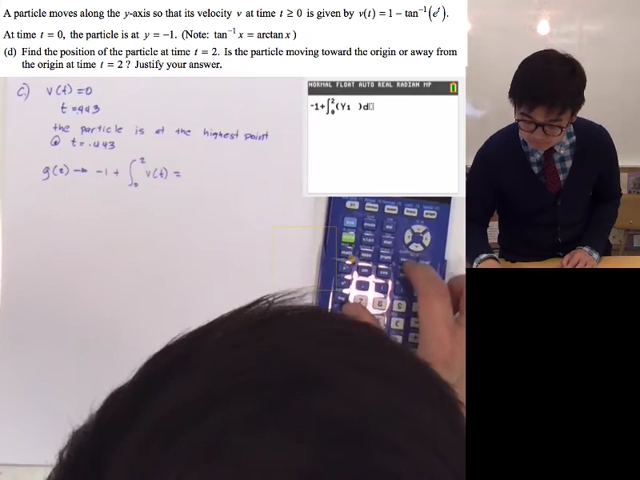 A particle moves along the y-axis so that its velocity v at time t ≥ 0 is given by v(t) = 1 − tan⁻¹(eᵗ).
At time t = 0, the particle is at y = −1. (Note: tan⁻¹ x = arctan x)
(d) Find the position of the particle at time t = 2. Is the particle moving toward the origin or away from
the origin at time t = 2? Justify your answer.
c) v(t) = 0
t = .443
the particle is at the highest point
@ t = .443
y(2) → -1 + ∫₀² v(t) =
NORMAL FLOAT AUTO REAL RADIAN MP
-1+∫₀²(Y1 )d